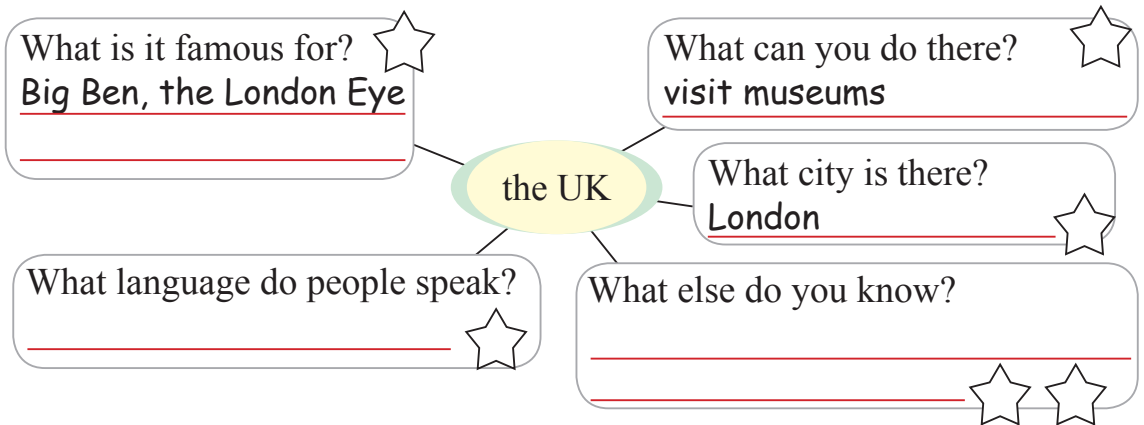 What is it famous for?
Big Ben, the London Eye
What can you do there?
visit museums
the UK
What city is there?
London
What language do people speak?
What else do you know?